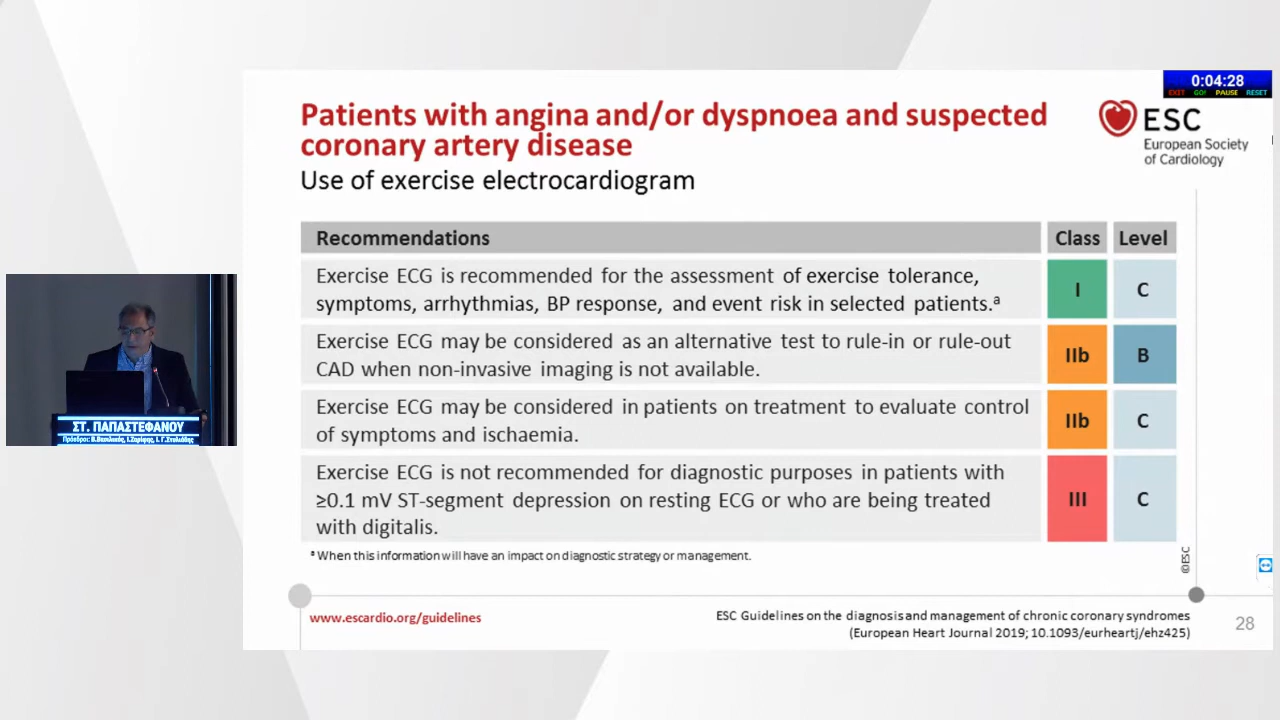 0:04:28
EXIT GO! PAUSE RESET
Patients with angina and/or dyspnoea and suspected
coronary artery disease
Use of exercise electrocardiogram
ESC
European Society
of Cardiology
Recommendations Class Level
Exercise ECG is recommended for the assessment of exercise tolerance,
symptoms, arrhythmias, BP response, and event risk in selected patients.ᵃ
I C
Exercise ECG may be considered as an alternative test to rule-in or rule-out
CAD when non-invasive imaging is not available.
IIb B
Exercise ECG may be considered in patients on treatment to evaluate control
of symptoms and ischaemia.
IIb C
Exercise ECG is not recommended for diagnostic purposes in patients with
≥0.1 mV ST-segment depression on resting ECG or who are being treated
with digitalis.
III C
ᵃ When this information will have an impact on diagnostic strategy or management.
©ESC
www.escardio.org/guidelines
ESC Guidelines on the diagnosis and management of chronic coronary syndromes
(European Heart Journal 2019; 10.1093/eurheartj/ehz425)
28
ΣΤ. ΠΑΠΑΣΤΕΦΑΝΟΥ
Πρόεδροι: Β.Βασιλικός, Ι.Ζαρίφης, Ι. Γ.Στυλιάδης